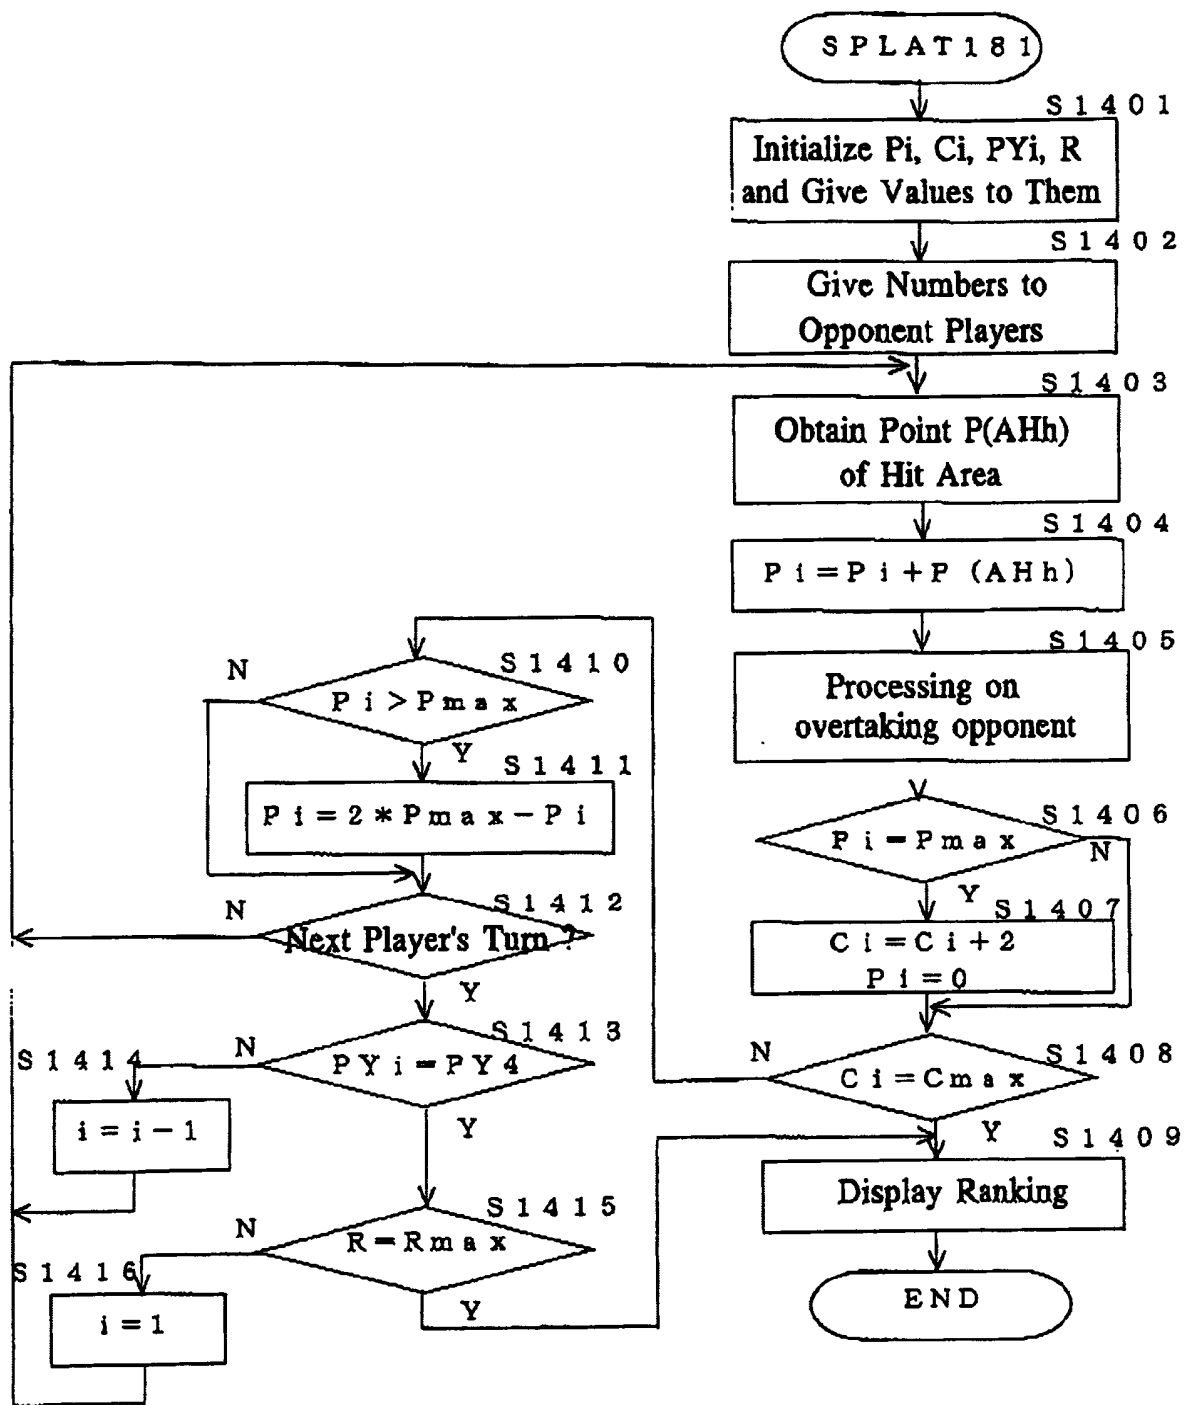 SPLAT181
S1401
Initialize Pi, Ci, PYi, R
and Give Values to Them
S1402
Give Numbers to
Opponent Players
S1403
Obtain Point P(AHh)
of Hit Area
S1404
Pi=Pi+P (AHh)
S1405
Processing on
overtaking opponent
S1406
Pi=Pmax
N
Y
S1407
Ci=Ci+2
Pi=0
S1408
N
Ci=Cmax
Y
S1409
Display Ranking
END
S1410
N
Pi>Pmax
Y
S1411
Pi=2*Pmax-Pi
S1412
N
Next Player's Turn ?
Y
S1413
N
PYi=PY4
Y
S1414
i=i-1
S1415
N
R=Rmax
Y
S1416
i=1